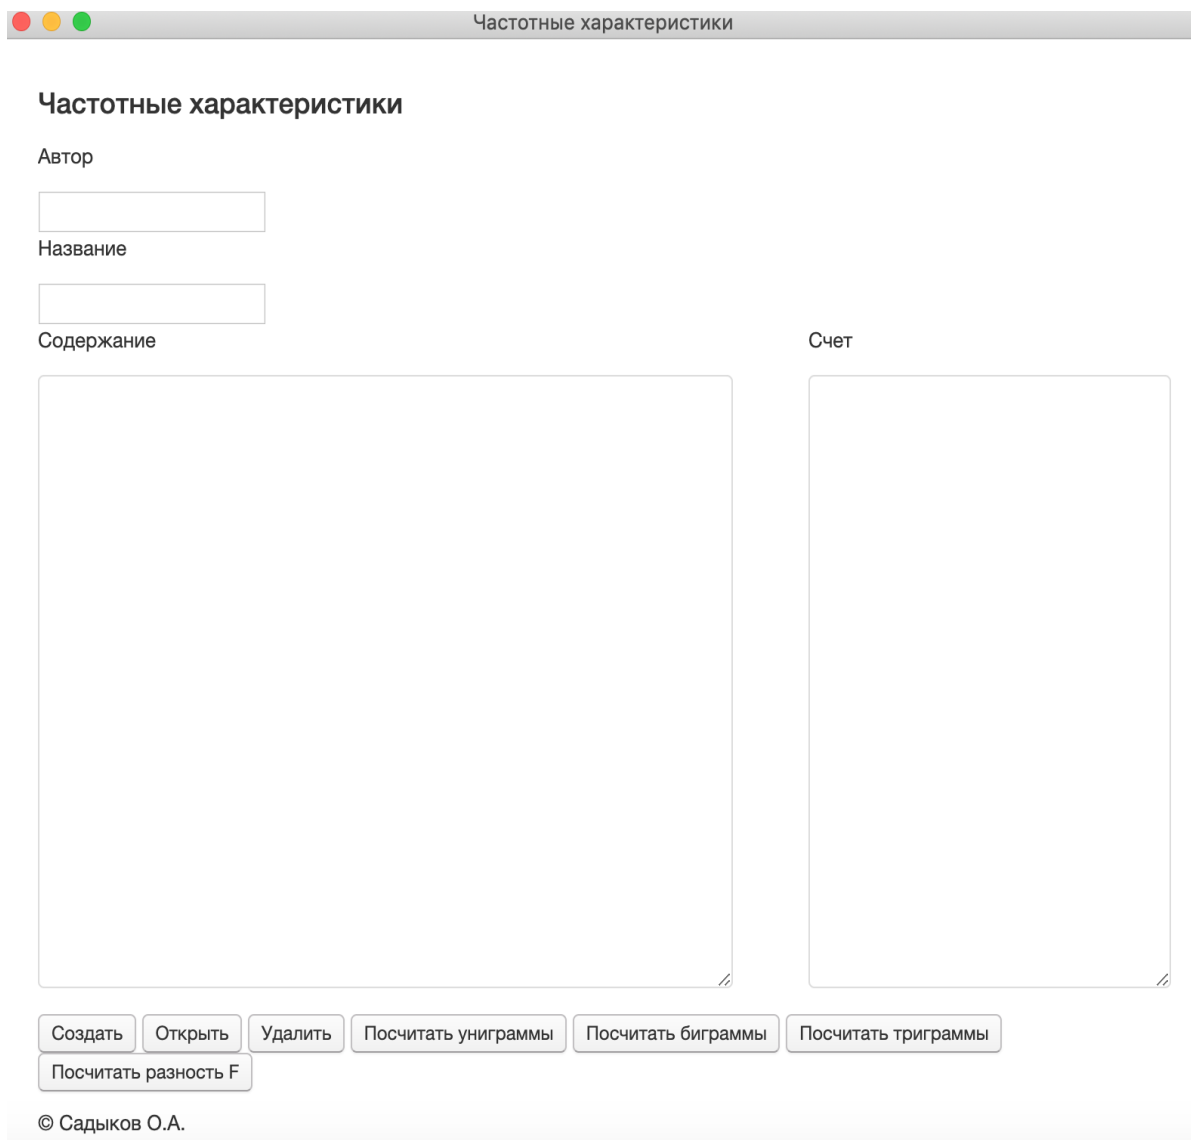 Частотные характеристики
Частотные характеристики
Автор
Название
Содержание Счет
Создать Открыть Удалить Посчитать униграммы Посчитать биграммы Посчитать триграммы
Посчитать разность F
© Садыков О.А.